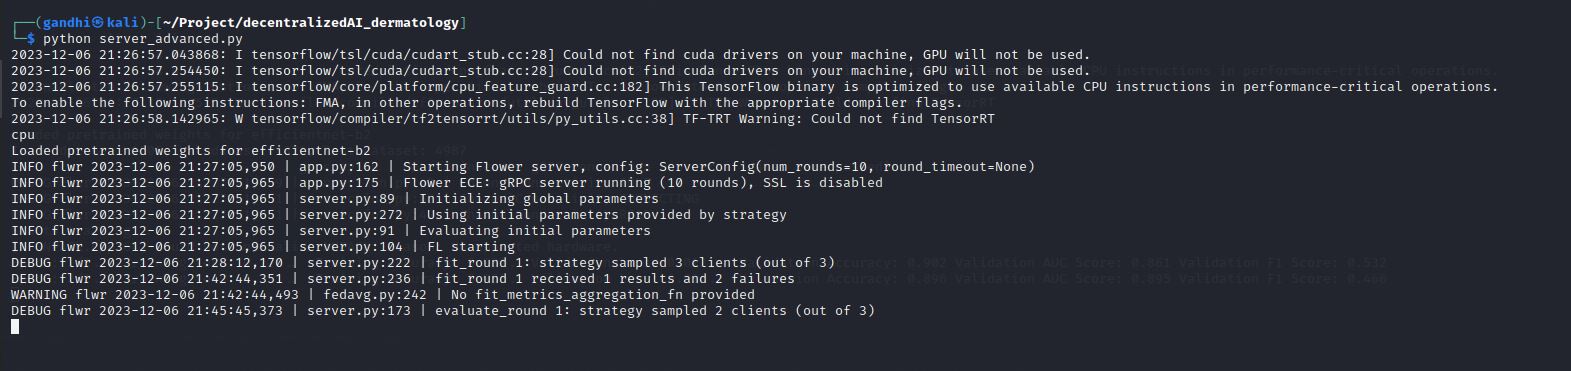 ┌──(gandhi㉿kali)-[~/Project/decentralizedAI_dermatology]
└─$ python server_advanced.py
2023-12-06 21:26:57.043868: I tensorflow/tsl/cuda/cudart_stub.cc:28] Could not find cuda drivers on your machine, GPU will not be used.
2023-12-06 21:26:57.254450: I tensorflow/tsl/cuda/cudart_stub.cc:28] Could not find cuda drivers on your machine, GPU will not be used.
2023-12-06 21:26:57.255115: I tensorflow/core/platform/cpu_feature_guard.cc:182] This TensorFlow binary is optimized to use available CPU instructions in performance-critical operations.
To enable the following instructions: FMA, in other operations, rebuild TensorFlow with the appropriate compiler flags.
2023-12-06 21:26:58.142965: W tensorflow/compiler/tf2tensorrt/utils/py_utils.cc:38] TF-TRT Warning: Could not find TensorRT
cpu
Loaded pretrained weights for efficientnet-b2
INFO flwr 2023-12-06 21:27:05,950 | app.py:162 | Starting Flower server, config: ServerConfig(num_rounds=10, round_timeout=None)
INFO flwr 2023-12-06 21:27:05,965 | app.py:175 | Flower ECE: gRPC server running (10 rounds), SSL is disabled
INFO flwr 2023-12-06 21:27:05,965 | server.py:89 | Initializing global parameters
INFO flwr 2023-12-06 21:27:05,965 | server.py:272 | Using initial parameters provided by strategy
INFO flwr 2023-12-06 21:27:05,965 | server.py:91 | Evaluating initial parameters
INFO flwr 2023-12-06 21:27:05,965 | server.py:104 | FL starting
DEBUG flwr 2023-12-06 21:28:12,170 | server.py:222 | fit_round 1: strategy sampled 3 clients (out of 3)
DEBUG flwr 2023-12-06 21:42:44,351 | server.py:236 | fit_round 1 received 1 results and 2 failures
WARNING flwr 2023-12-06 21:42:44,493 | fedavg.py:242 | No fit_metrics_aggregation_fn provided
DEBUG flwr 2023-12-06 21:45:45,373 | server.py:173 | evaluate_round 1: strategy sampled 2 clients (out of 3)